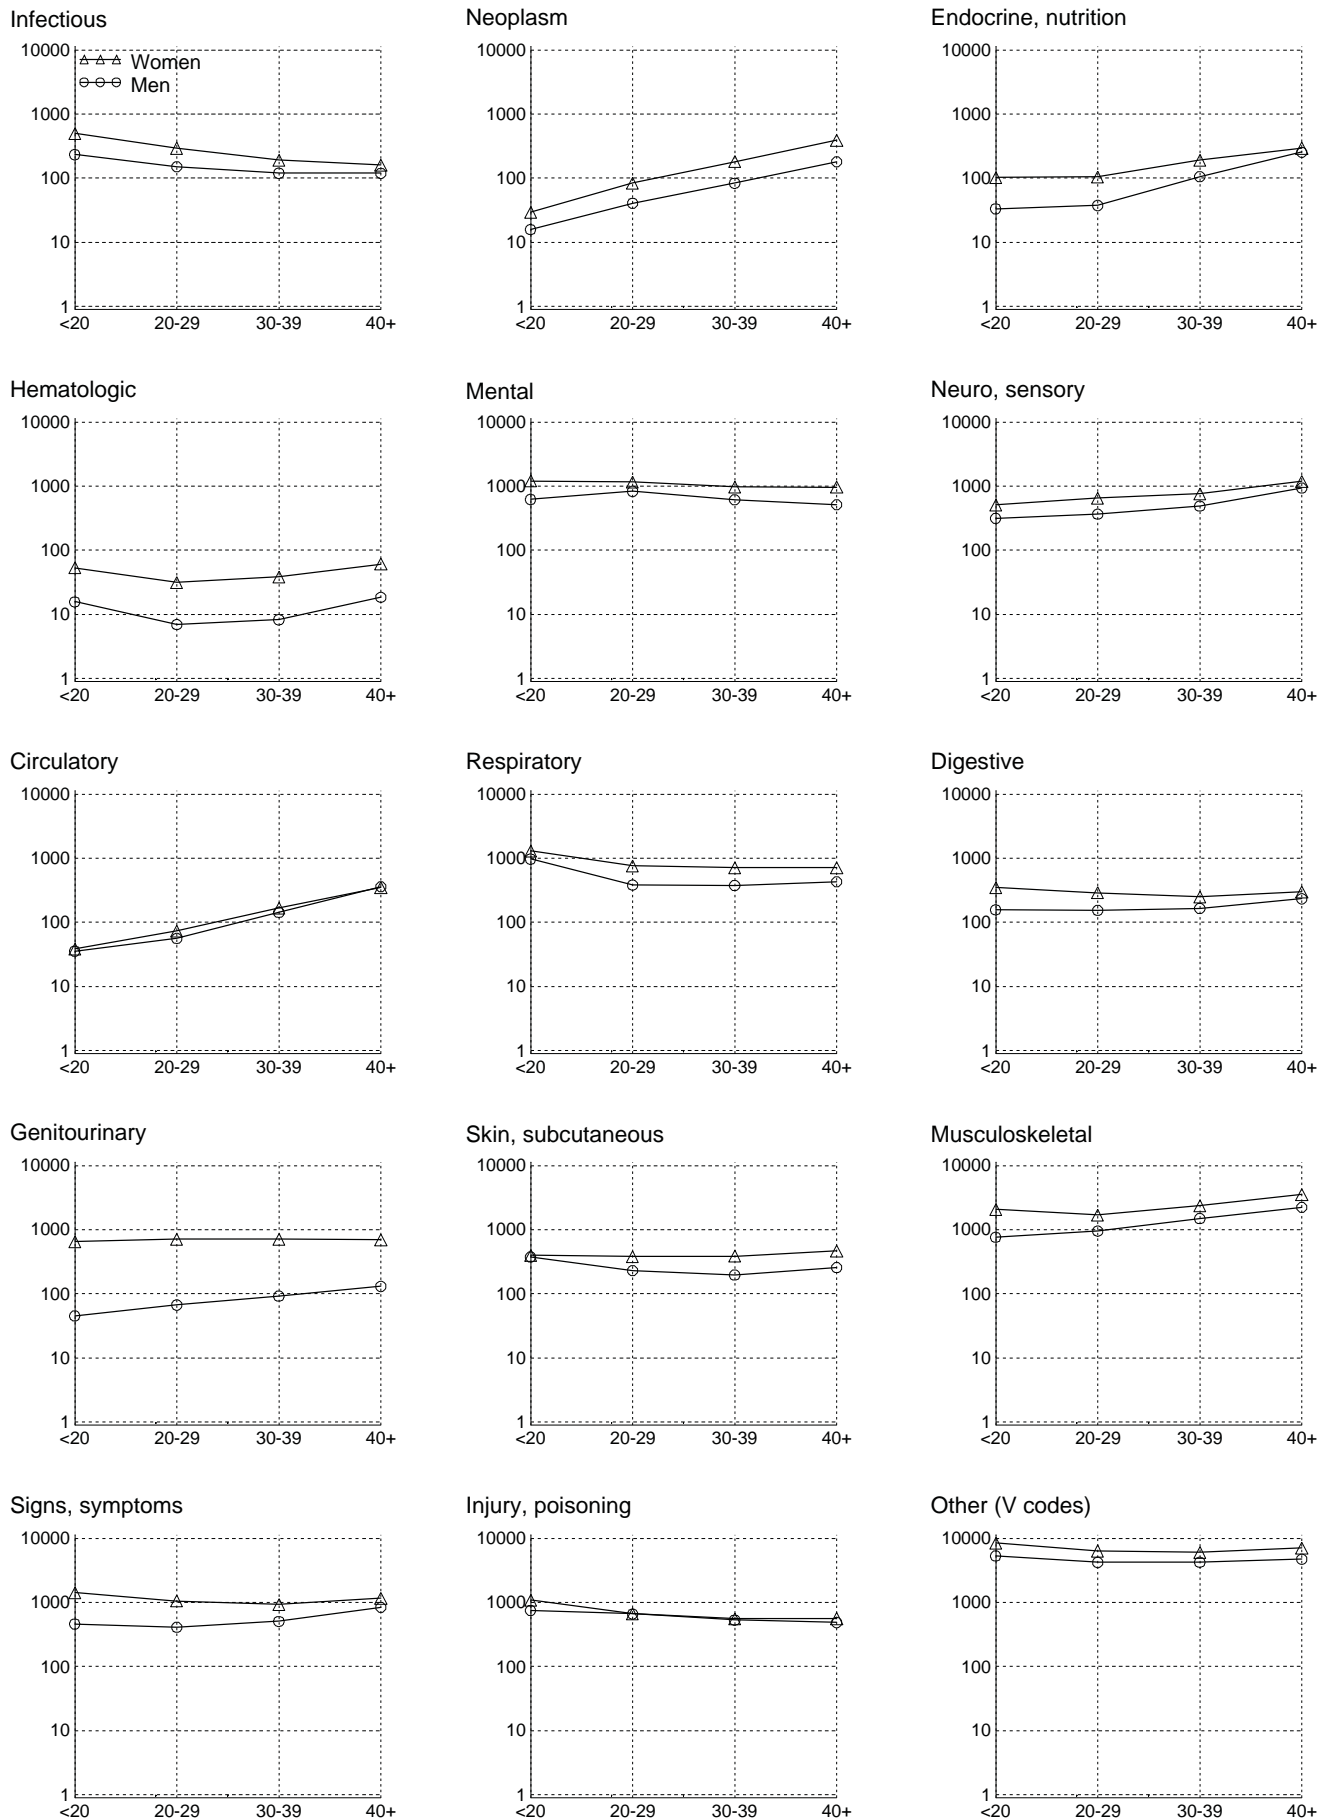 Infectious
10000
1000
100
10
1
Women
Men
<20 20-29 30-39 40+
Neoplasm
10000
1000
100
10
1
<20 20-29 30-39 40+
Endocrine, nutrition
10000
1000
100
10
1
<20 20-29 30-39 40+
Hematologic
10000
1000
100
10
1
<20 20-29 30-39 40+
Mental
10000
1000
100
10
1
<20 20-29 30-39 40+
Neuro, sensory
10000
1000
100
10
1
<20 20-29 30-39 40+
Circulatory
10000
1000
100
10
1
<20 20-29 30-39 40+
Respiratory
10000
1000
100
10
1
<20 20-29 30-39 40+
Digestive
10000
1000
100
10
1
<20 20-29 30-39 40+
Genitourinary
10000
1000
100
10
1
<20 20-29 30-39 40+
Skin, subcutaneous
10000
1000
100
10
1
<20 20-29 30-39 40+
Musculoskeletal
10000
1000
100
10
1
<20 20-29 30-39 40+
Signs, symptoms
10000
1000
100
10
1
<20 20-29 30-39 40+
Injury, poisoning
10000
1000
100
10
1
<20 20-29 30-39 40+
Other (V codes)
10000
1000
100
10
1
<20 20-29 30-39 40+